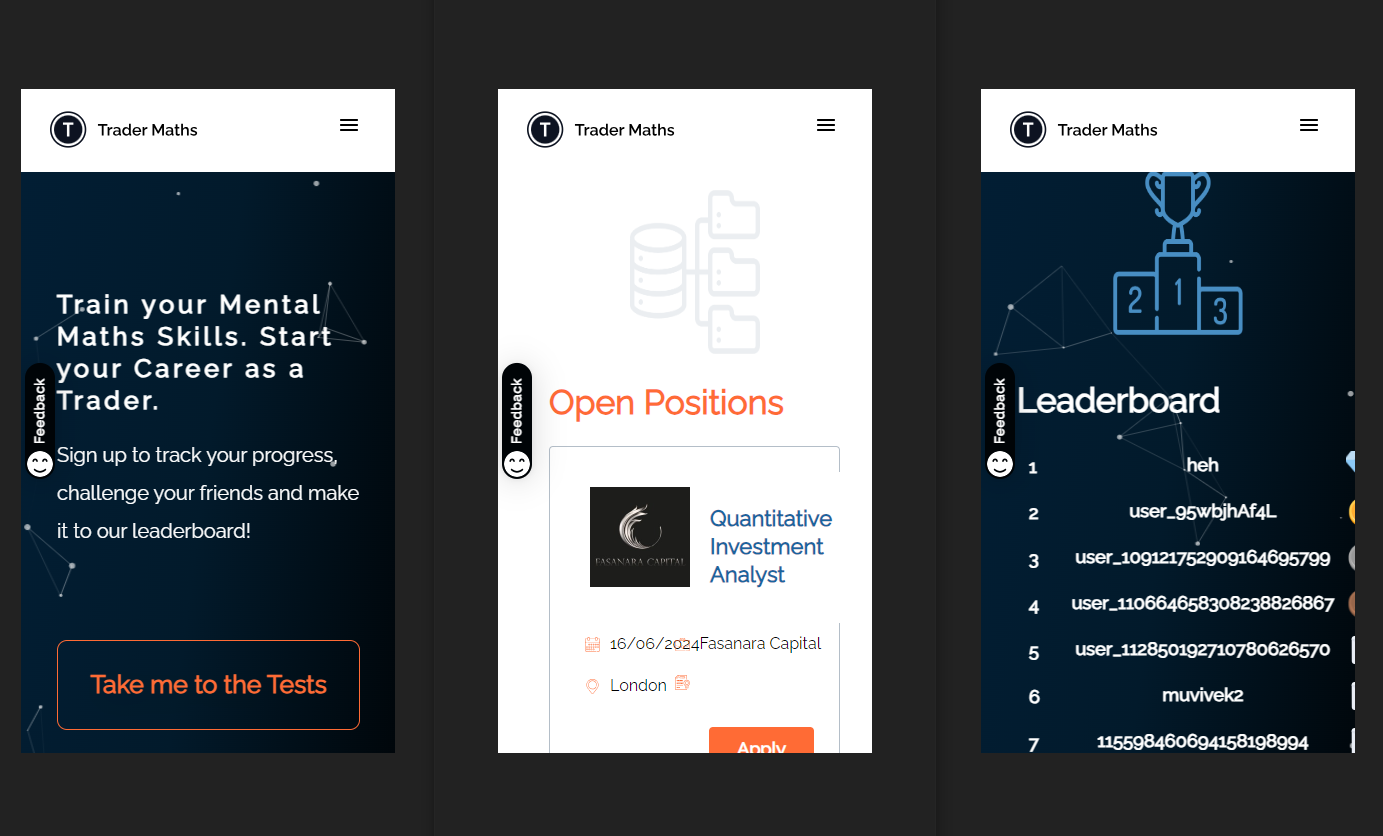 T Trader Maths
Train your Mental
Maths Skills. Start
your Career as a
Trader.
Feedback
Sign up to track your progress,
challenge your friends and make
it to our leaderboard!
Take me to the Tests
T Trader Maths
Feedback
Open Positions
FASANARA CAPITAL
Quantitative
Investment
Analyst
16/06/2024 Fasanara Capital
London
Apply
T Trader Maths
2 1 3
Feedback
Leaderboard
1 heh
2 user_95wbjhAf4L
3 user_109121752909164695799
4 user_110664658308238826867
5 user_112850192710780626570
6 muvivek2
7 115598460694158198994